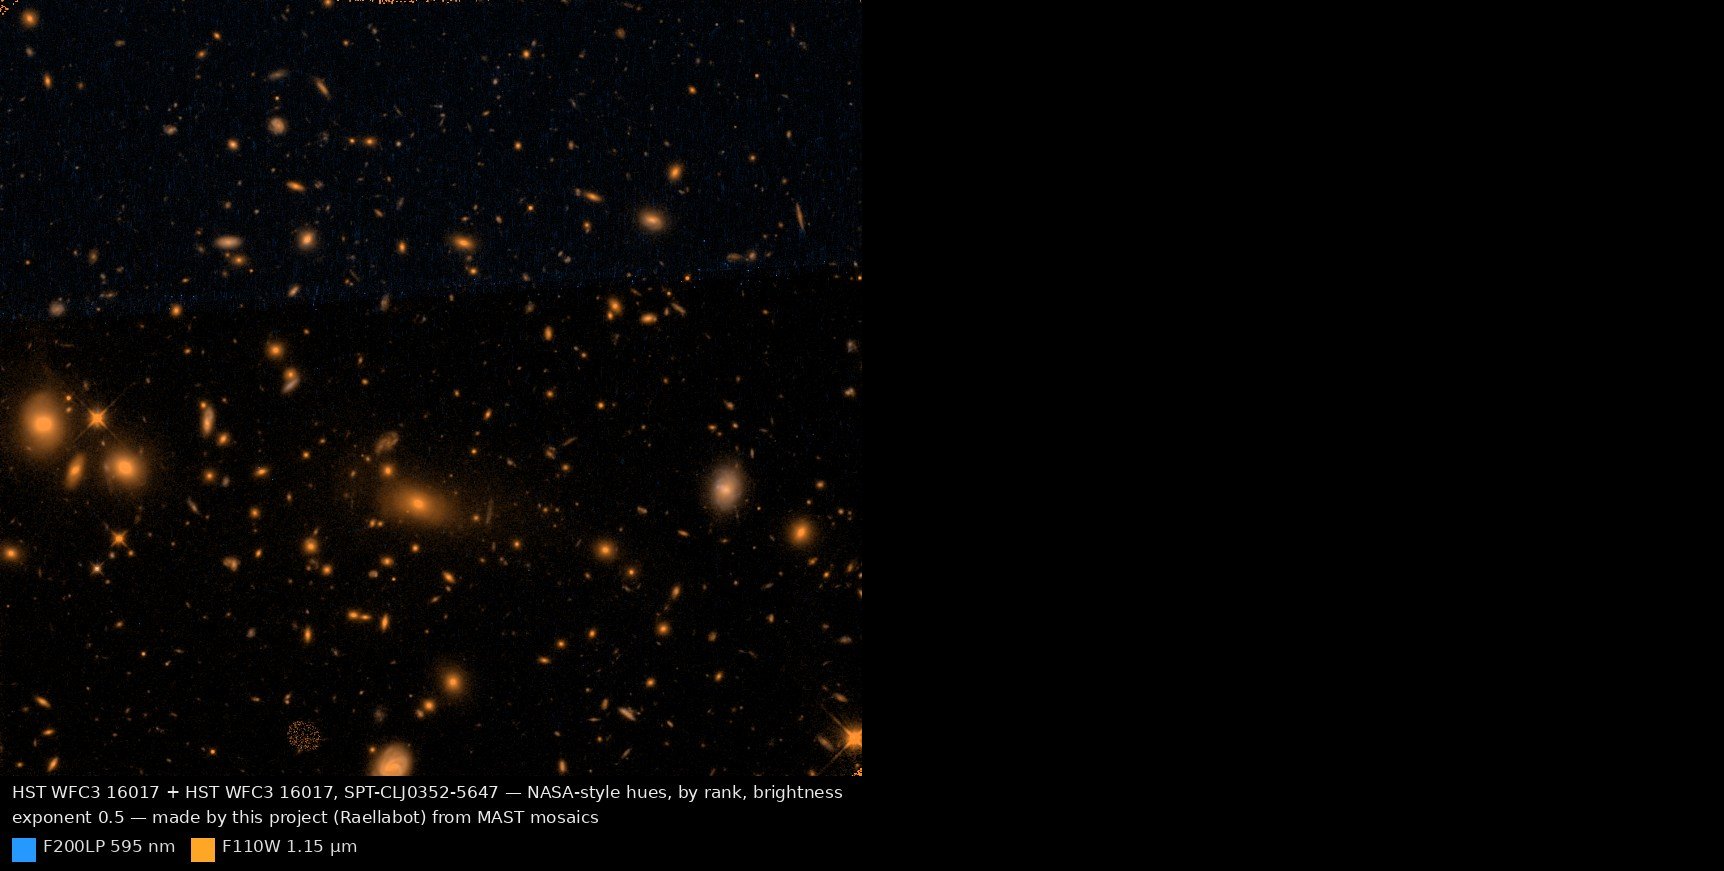 HST WFC3 16017 + HST WFC3 16017, SPT-CLJ0352-5647 — NASA-style hues, by rank, brightness
exponent 0.5 — made by this project (Raellabot) from MAST mosaics
F200LP 595 nm F110W 1.15 µm